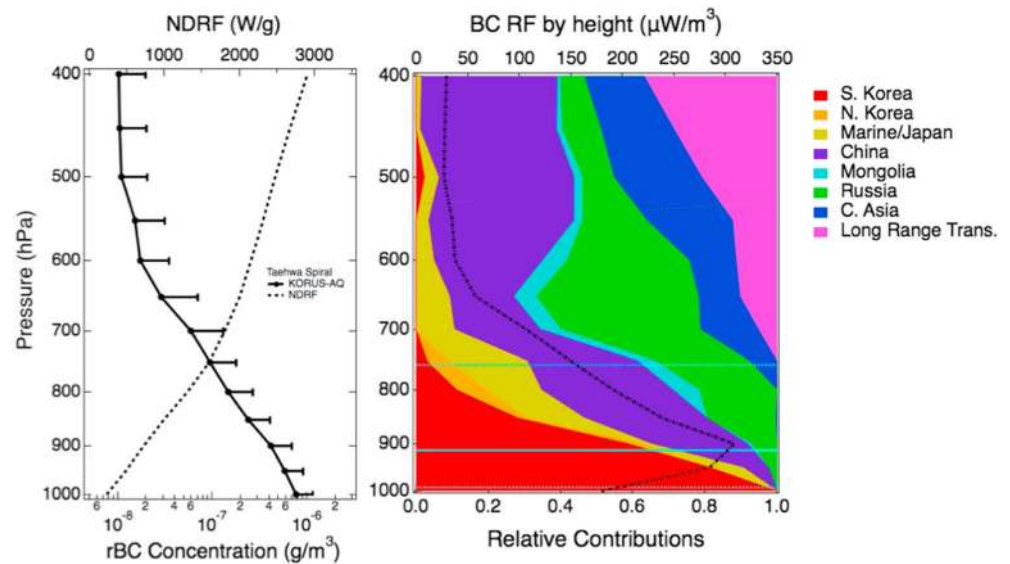 NDRF (W/g)
0 1000 2000 3000
400
500
600
700
800
900
1000
Pressure (hPa)
Taehwa Spiral
KORUS-AQ
NDRF
6 10⁻⁸ 2 4 6 10⁻⁷ 2 4 6 10⁻⁶ 2
rBC Concentration (g/m³)
BC RF by height (µW/m³)
0 50 100 150 200 250 300 350
400
500
600
700
800
900
1000
0.0 0.2 0.4 0.6 0.8 1.0
Relative Contributions
S. Korea
N. Korea
Marine/Japan
China
Mongolia
Russia
C. Asia
Long Range Trans.